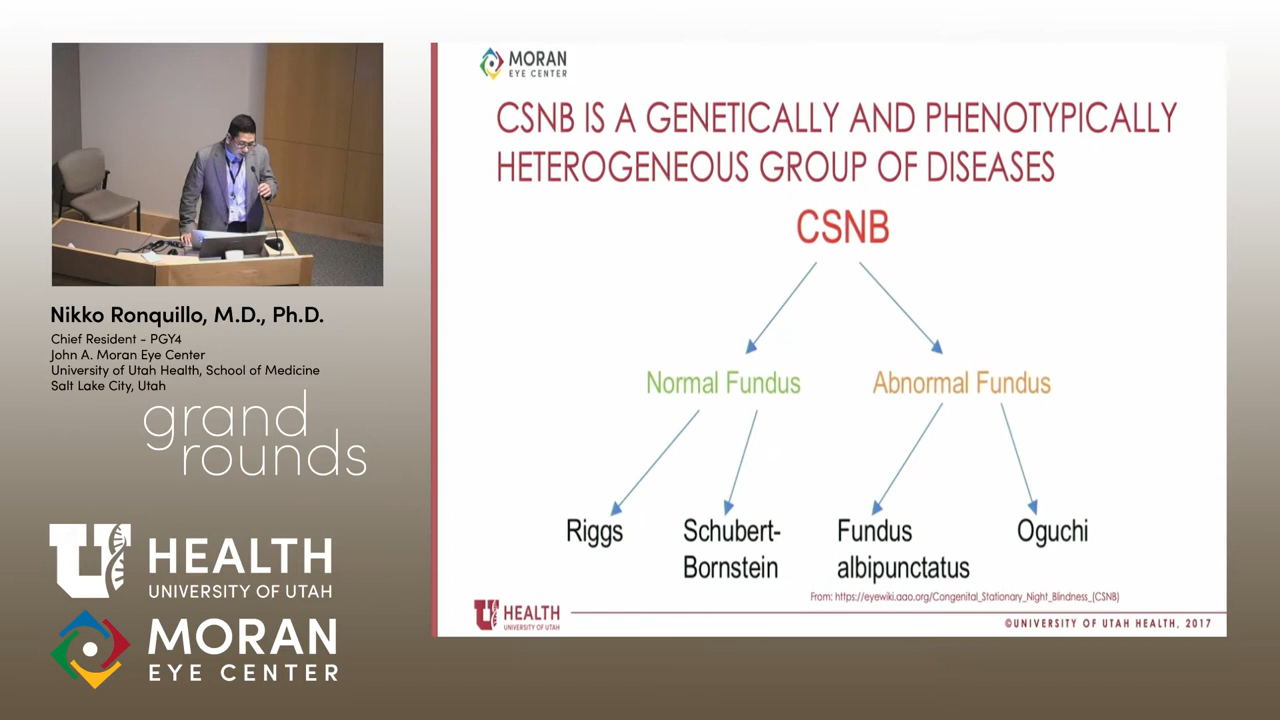 Nikko Ronquillo, M.D., Ph.D.
Chief Resident - PGY4
John A. Moran Eye Center
University of Utah Health, School of Medicine
Salt Lake City, Utah
grand
rounds
U HEALTH
UNIVERSITY OF UTAH
MORAN
EYE CENTER
MORAN
EYE CENTER
CSNB IS A GENETICALLY AND PHENOTYPICALLY
HETEROGENEOUS GROUP OF DISEASES
CSNB
Normal Fundus
Abnormal Fundus
Riggs
Schubert-
Bornstein
Fundus
albipunctatus
Oguchi
From: https://eyewiki.aao.org/Congenital_Stationary_Night_Blindness_(CSNB)
U HEALTH
UNIVERSITY OF UTAH
©UNIVERSITY OF UTAH HEALTH, 2017